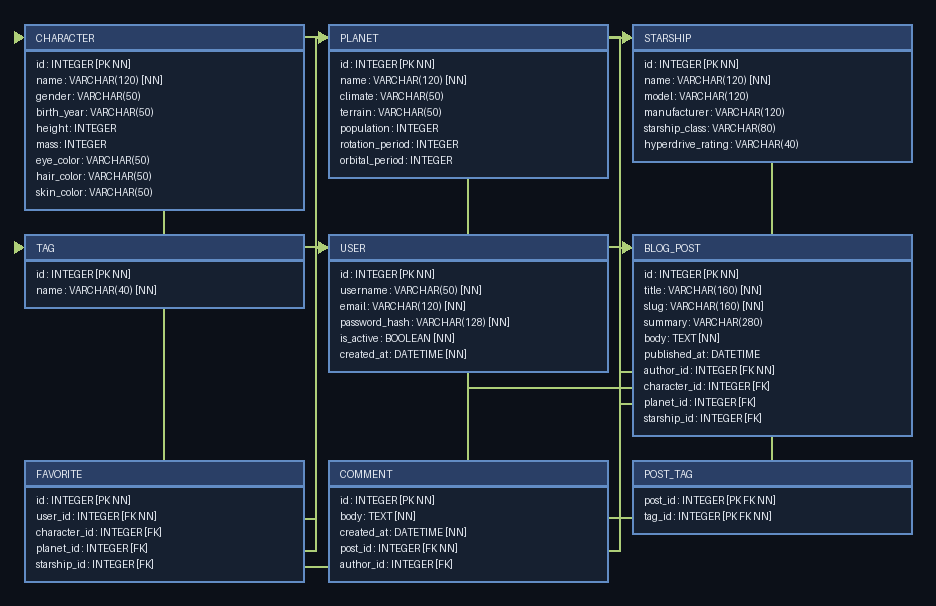 CHARACTER
id: INTEGER [PK NN]
name: VARCHAR(120) [NN]
gender: VARCHAR(50)
birth_year: VARCHAR(50)
height: INTEGER
mass: INTEGER
eye_color: VARCHAR(50)
hair_color: VARCHAR(50)
skin_color: VARCHAR(50)
PLANET
id: INTEGER [PK NN]
name: VARCHAR(120) [NN]
climate: VARCHAR(50)
terrain: VARCHAR(50)
population: INTEGER
rotation_period: INTEGER
orbital_period: INTEGER
STARSHIP
id: INTEGER [PK NN]
name: VARCHAR(120) [NN]
model: VARCHAR(120)
manufacturer: VARCHAR(120)
starship_class: VARCHAR(80)
hyperdrive_rating: VARCHAR(40)
TAG
id: INTEGER [PK NN]
name: VARCHAR(40) [NN]
USER
id: INTEGER [PK NN]
username: VARCHAR(50) [NN]
email: VARCHAR(120) [NN]
password_hash: VARCHAR(128) [NN]
is_active: BOOLEAN [NN]
created_at: DATETIME [NN]
BLOG_POST
id: INTEGER [PK NN]
title: VARCHAR(160) [NN]
slug: VARCHAR(160) [NN]
summary: VARCHAR(280)
body: TEXT [NN]
published_at: DATETIME
author_id: INTEGER [FK NN]
character_id: INTEGER [FK]
planet_id: INTEGER [FK]
starship_id: INTEGER [FK]
FAVORITE
id: INTEGER [PK NN]
user_id: INTEGER [FK NN]
character_id: INTEGER [FK]
planet_id: INTEGER [FK]
starship_id: INTEGER [FK]
COMMENT
id: INTEGER [PK NN]
body: TEXT [NN]
created_at: DATETIME [NN]
post_id: INTEGER [FK NN]
author_id: INTEGER [FK]
POST_TAG
post_id: INTEGER [PK FK NN]
tag_id: INTEGER [PK FK NN]